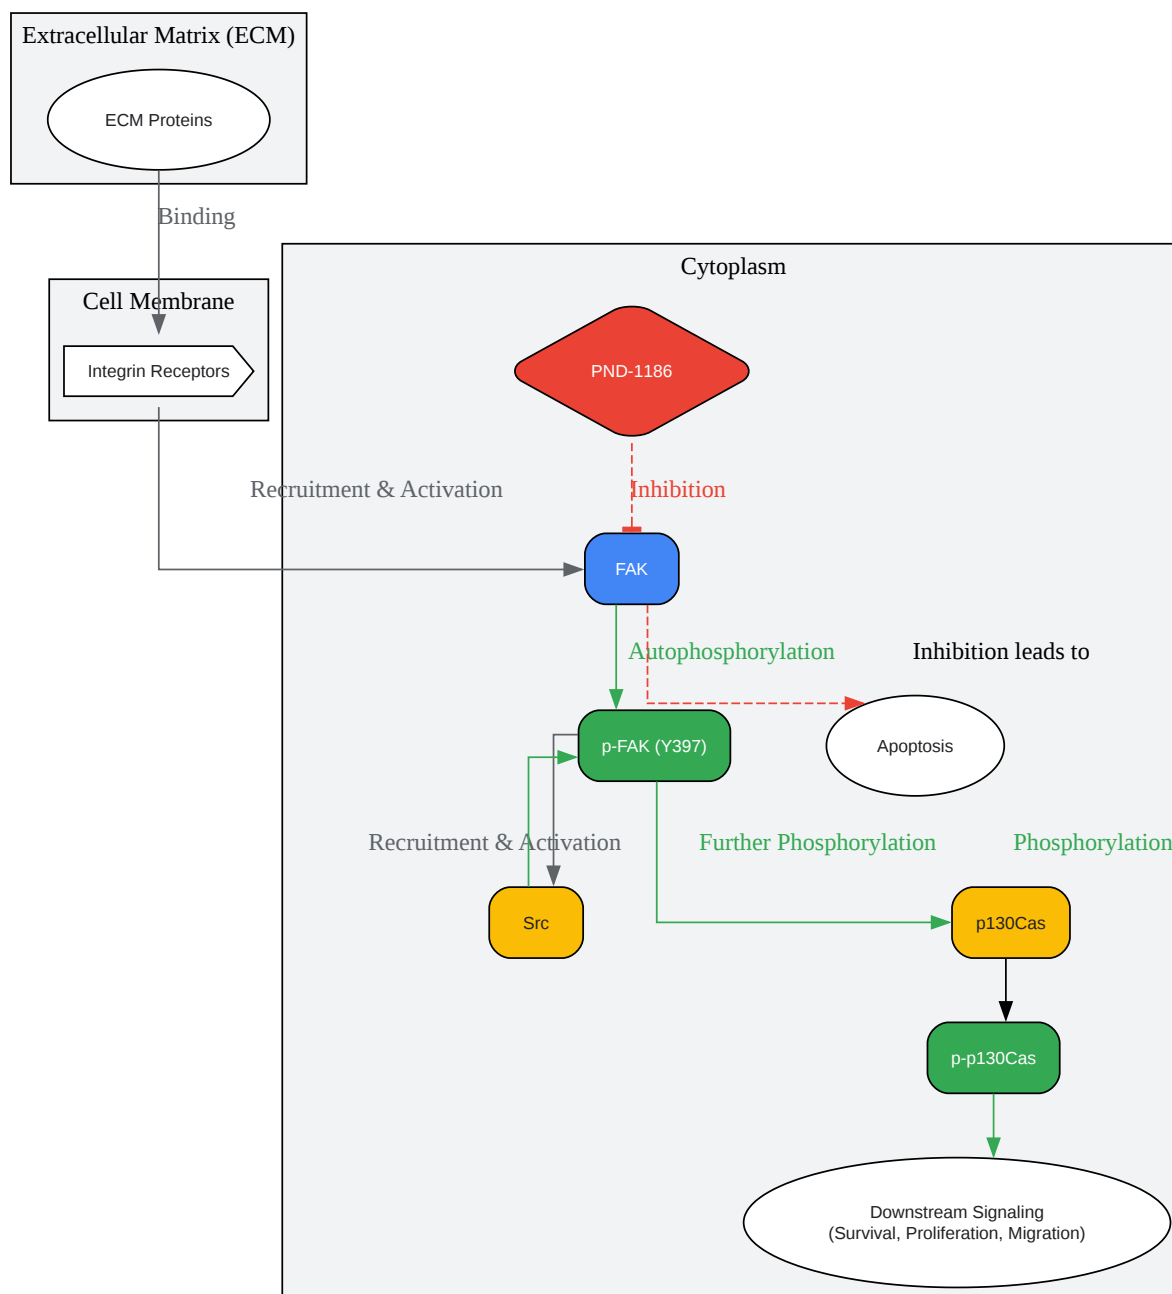 Extracellular Matrix (ECM)
ECM Proteins
Binding
Cytoplasm
Cell Membrane
Integrin Receptors
PND-1186
Recruitment & Activation
Inhibition
FAK
Autophosphorylation
Inhibition leads to
p-FAK (Y397)
Apoptosis
Recruitment & Activation
Further Phosphorylation
Phosphorylation
Src
p130Cas
p-p130Cas
Downstream Signaling
(Survival, Proliferation, Migration)